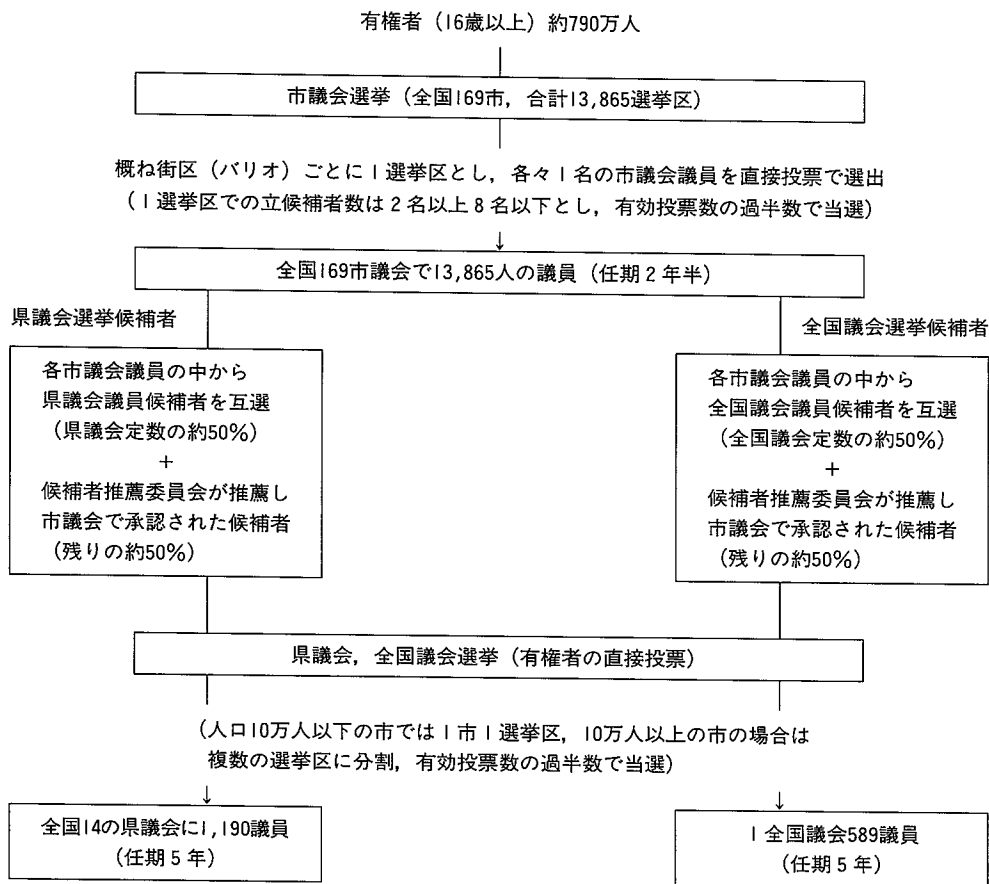 有権者（16歳以上）約790万人
市議会選挙（全国169市，合計13,865選挙区）
概ね街区（バリオ）ごとに1選挙区とし，各々1名の市議会議員を直接投票で選出
（1選挙区での立候補者数は2名以上8名以下とし，有効投票数の過半数で当選）
全国169市議会で13,865人の議員（任期2年半）
県議会選挙候補者
各市議会議員の中から
県議会議員候補者を互選
（県議会定数の約50%）
+
候補者推薦委員会が推薦し
市議会で承認された候補者
（残りの約50%）
全国議会選挙候補者
各市議会議員の中から
全国議会議員候補者を互選
（全国議会定数の約50%）
+
候補者推薦委員会が推薦し
市議会で承認された候補者
（残りの約50%）
県議会，全国議会選挙（有権者の直接投票）
（人口10万人以下の市では1市1選挙区，10万人以上の市の場合は
複数の選挙区に分割，有効投票数の過半数で当選）
全国14の県議会に1,190議員
（任期5年）
1全国議会589議員
（任期5年）